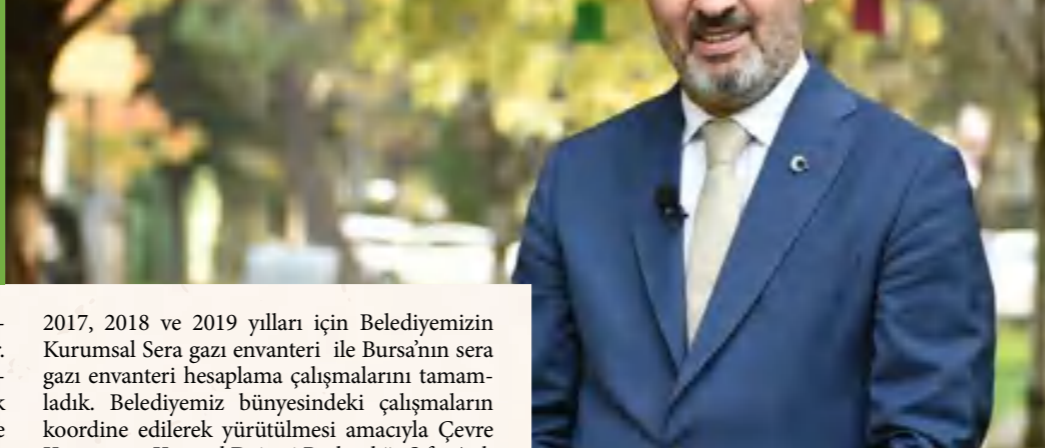 2017, 2018 ve 2019 yılları için Belediyemizin
Kurumsal Sera gazı envanteri ile Bursa’nın sera
gazı envanteri hesaplama çalışmalarını tamam-
ladık. Belediyemiz bünyesindeki çalışmaların
koordine edilerek yürütülmesi amacıyla Çevre